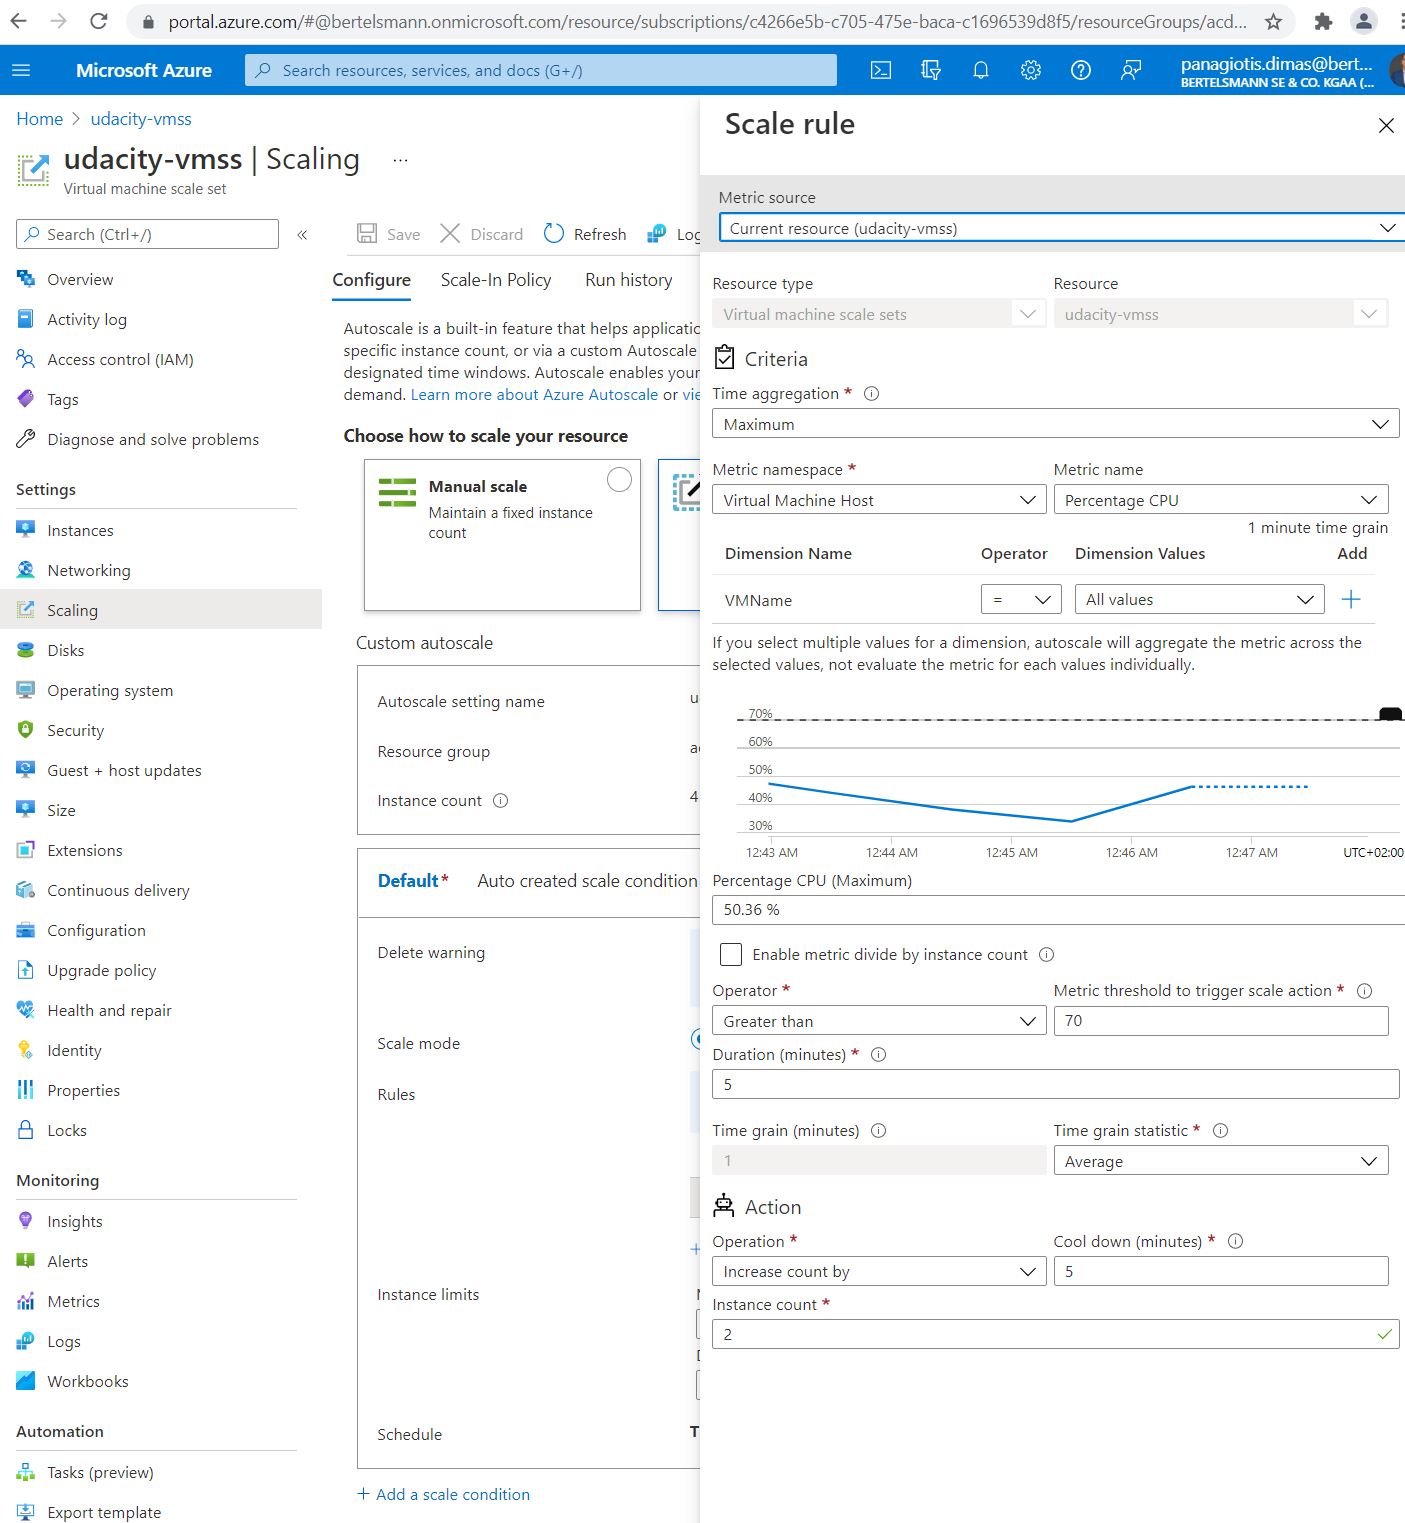 portal.azure.com/#@bertelsmann.onmicrosoft.com/resource/subscriptions/c4266e5b-c705-475e-baca-c1696539d8f5/resourceGroups/acd...
Microsoft Azure
Search resources, services, and docs (G+/)
panagiotis.dimas@bert...
BERTELSMANN SE & CO. KGAA (...
Home > udacity-vmss
udacity-vmss | Scaling ...
Virtual machine scale set
Search (Ctrl+/)
«
Overview
Activity log
Access control (IAM)
Tags
Diagnose and solve problems
Settings
Instances
Networking
Scaling
Disks
Operating system
Security
Guest + host updates
Size
Extensions
Continuous delivery
Configuration
Upgrade policy
Health and repair
Identity
Properties
Locks
Monitoring
Insights
Alerts
Metrics
Logs
Workbooks
Automation
Tasks (preview)
Export template
Save
Discard
Refresh
Log
Configure
Scale-In Policy
Run history
Autoscale is a built-in feature that helps applicatio
specific instance count, or via a custom Autoscale
designated time windows. Autoscale enables your
demand. Learn more about Azure Autoscale or vie
Choose how to scale your resource
Manual scale
Maintain a fixed instance
count
Custom autoscale
Autoscale setting name
u
Resource group
a
Instance count
4
Default*
Auto created scale condition
Delete warning
Scale mode
Rules
+
Instance limits
Schedule
T
+ Add a scale condition
Scale rule
Metric source
Current resource (udacity-vmss)
Resource type
Resource
Virtual machine scale sets
udacity-vmss
Criteria
Time aggregation *
Maximum
Metric namespace *
Metric name
Virtual Machine Host
Percentage CPU
1 minute time grain
Dimension Name
Operator
Dimension Values
Add
VMName
=
All values
+
If you select multiple values for a dimension, autoscale will aggregate the metric across the
selected values, not evaluate the metric for each values individually.
70%
60%
50%
40%
30%
12:43 AM
12:44 AM
12:45 AM
12:46 AM
12:47 AM
UTC+02:00
Percentage CPU (Maximum)
50.36 %
Enable metric divide by instance count
Operator *
Metric threshold to trigger scale action *
Greater than
70
Duration (minutes) *
5
Time grain (minutes)
Time grain statistic *
1
Average
Action
Operation *
Cool down (minutes) *
Increase count by
5
Instance count *
2